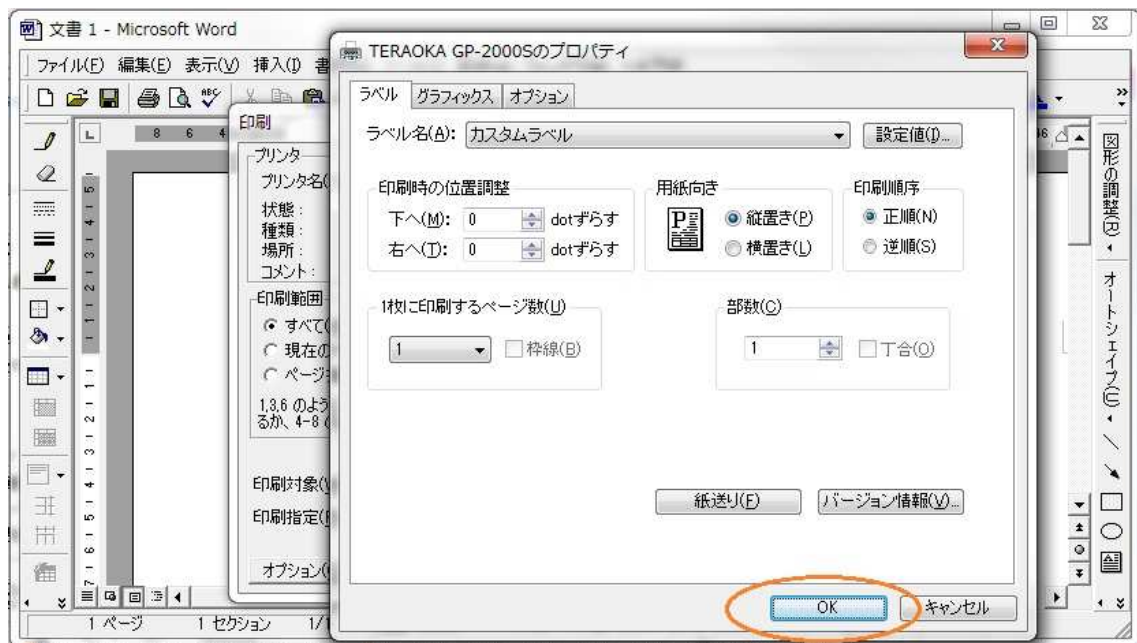 文書 1 - Microsoft Word
ファイル(F) 編集(E) 表示(V) 挿入(I) 書
TERAOKA GP-2000Sのプロパティ
ラベル グラフィックス オプション
ラベル名(A): カスタムラベル 設定値(I)...
印刷時の位置調整
下へ(M): 0 dotずらす
右へ(T): 0 dotずらす
用紙向き
縦置き(P)
横置き(L)
印刷順序
正順(N)
逆順(S)
1枚に印刷するページ数(U)
1 枠線(B)
部数(C)
1 丁合(O)
紙送り(F) バージョン情報(V)...
OK キャンセル
印刷
プリンタ
プリンタ名(
状態:
種類:
場所:
コメント:
印刷範囲
すべて(
現在の
ページ
1,3,6 のよう
るか、4-8
印刷対象(
印刷指定(
オプション(
図形の調整(R)
オートシェイプ(U)
1 ページ 1 セクション 1/1